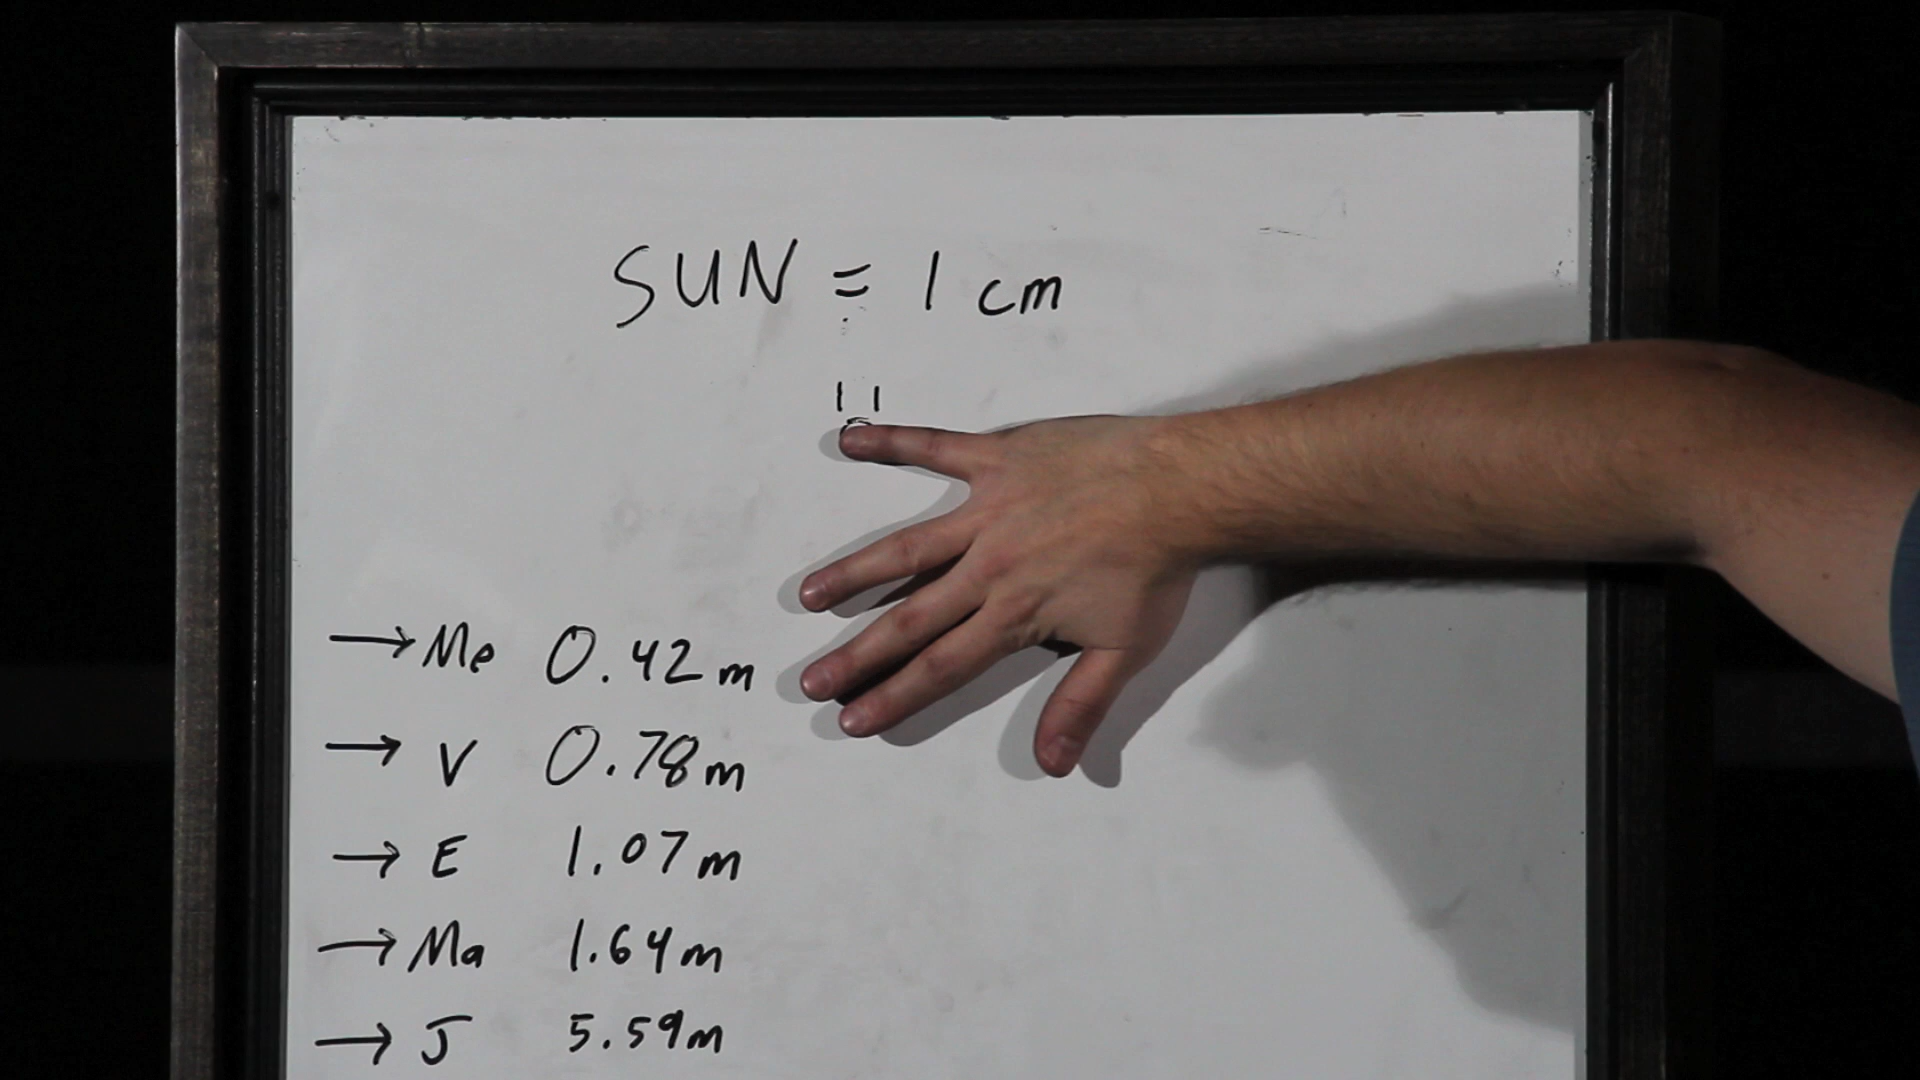 SUN = 1 cm
→ Me 0.42 m
→ V 0.78 m
→ E 1.07 m
→ Ma 1.64 m
→ J 5.59 m